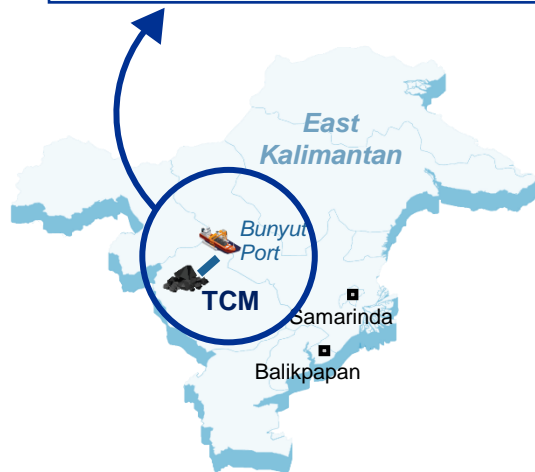 East
Kalimantan
Bunyut
Port
TCM
Samarinda
Balikpapan